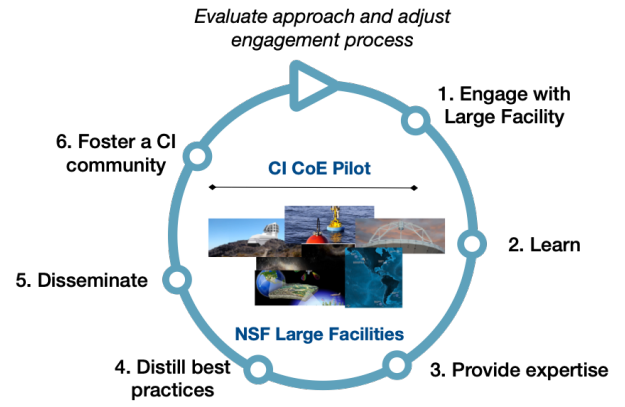 Evaluate approach and adjust
engagement process
1. Engage with
Large Facility
6. Foster a CI
community
CI CoE Pilot
2. Learn
5. Disseminate
NSF Large Facilities
4. Distill best
practices
3. Provide expertise